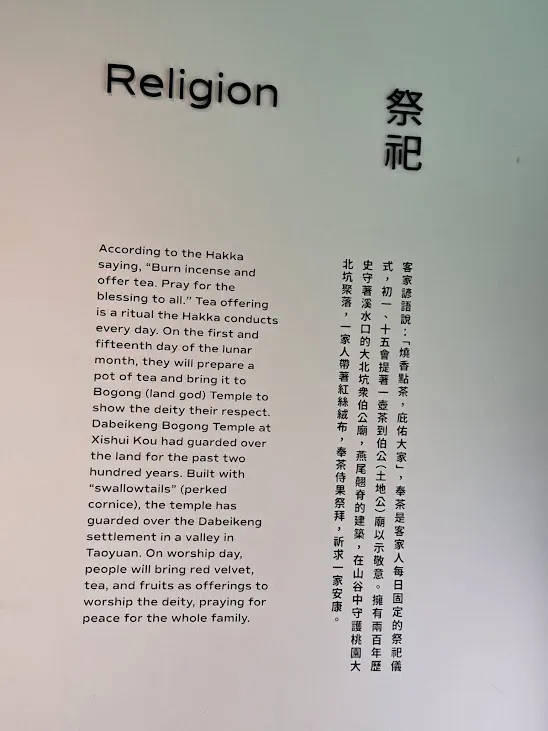 Religion
祭祀
According to the Hakka
saying, “Burn incense and
offer tea. Pray for the
blessing to all.” Tea offering
is a ritual the Hakka conducts
every day. On the first and
fifteenth day of the lunar
month, they will prepare a
pot of tea and bring it to
Bogong (land god) Temple to
show the deity their respect.
Dabeikeng Bogong Temple at
Xishui Kou had guarded over
the land for the past two
hundred years. Built with
“swallowtails” (perked
cornice), the temple has
guarded over the Dabeikeng
settlement in a valley in
Taoyuan. On worship day,
people will bring red velvet,
tea, and fruits as offerings to
worship the deity, praying for
peace for the whole family.
客家諺語說：「燒香點茶，庇佑大家」，奉茶是客家人每日固定的祭祀儀
式，初一、十五會提著一壺茶到伯公（土地公）廟以示敬意。擁有兩百年歷
史守著溪水口的大北坑眾伯公廟，燕尾翹脊的建築，在山谷中守護桃園大
北坑聚落，一家人帶著紅絲絨布，奉茶侍果祭拜，祈求一家安康。